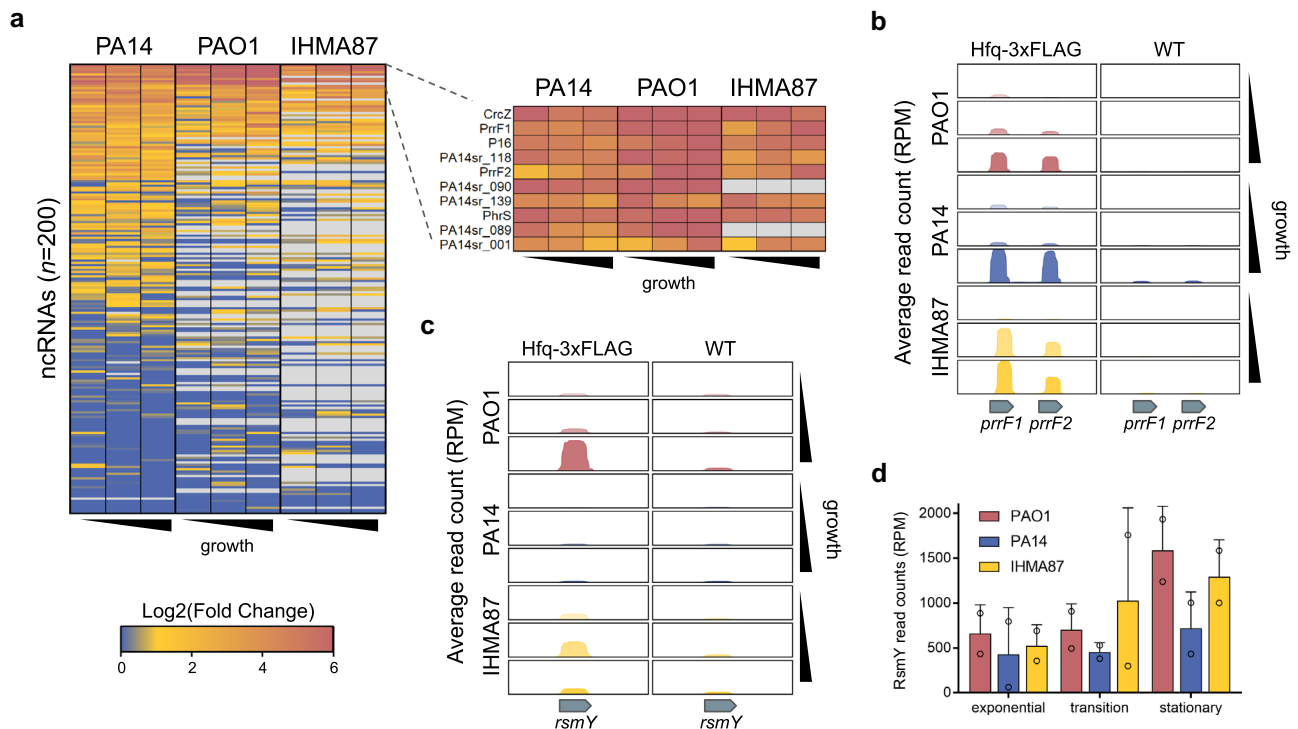 a
PA14 PAO1 IHMA87
ncRNAs (n=200)
growth
Log2(Fold Change)
0 2 4 6
PA14 PAO1 IHMA87
CrcZ
PrrF1
P16
PA14sr_118
PrrF2
PA14sr_090
PA14sr_139
PhrS
PA14sr_089
PA14sr_001
growth
b
Hfq-3xFLAG WT
Average read count (RPM)
PAO1
PA14
IHMA87
growth
prrF1 prrF2 prrF1 prrF2
c
Hfq-3xFLAG WT
Average read count (RPM)
PAO1
PA14
IHMA87
growth
rsmY rsmY
d
RsmY read counts (RPM)
2000
1500
1000
500
0
PAO1
PA14
IHMA87
exponential transition stationary